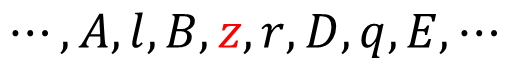 ⋯, A, l, B, z, r, D, q, E, ⋯